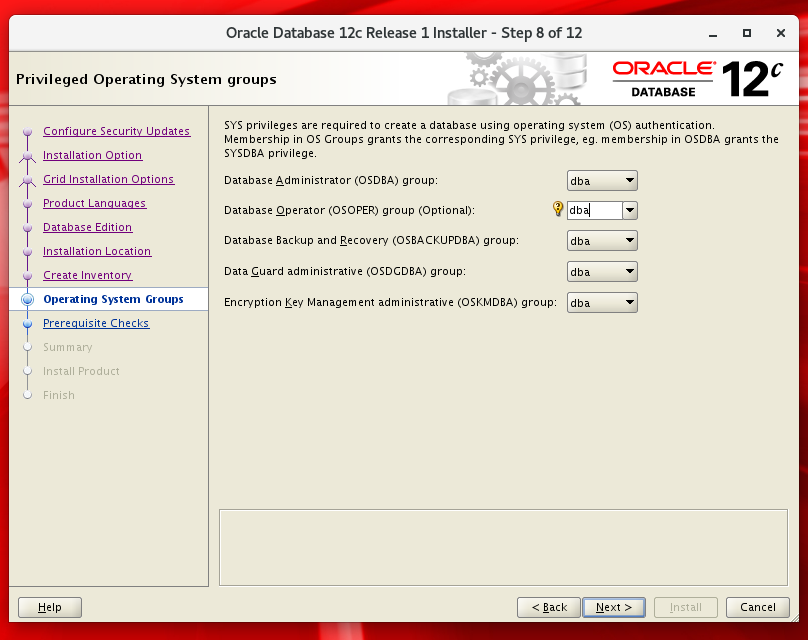 Oracle Database 12c Release 1 Installer - Step 8 of 12
Privileged Operating System groups
ORACLE®
DATABASE
12c
Configure Security Updates
Installation Option
Grid Installation Options
Product Languages
Database Edition
Installation Location
Create Inventory
Operating System Groups
Prerequisite Checks
Summary
Install Product
Finish
SYS privileges are required to create a database using operating system (OS) authentication.
Membership in OS Groups grants the corresponding SYS privilege, eg. membership in OSDBA grants the
SYSDBA privilege.
Database Administrator (OSDBA) group: dba
Database Operator (OSOPER) group (Optional): dba
Database Backup and Recovery (OSBACKUPDBA) group: dba
Data Guard administrative (OSDGDBA) group: dba
Encryption Key Management administrative (OSKMDBA) group: dba
Help < Back Next > Install Cancel